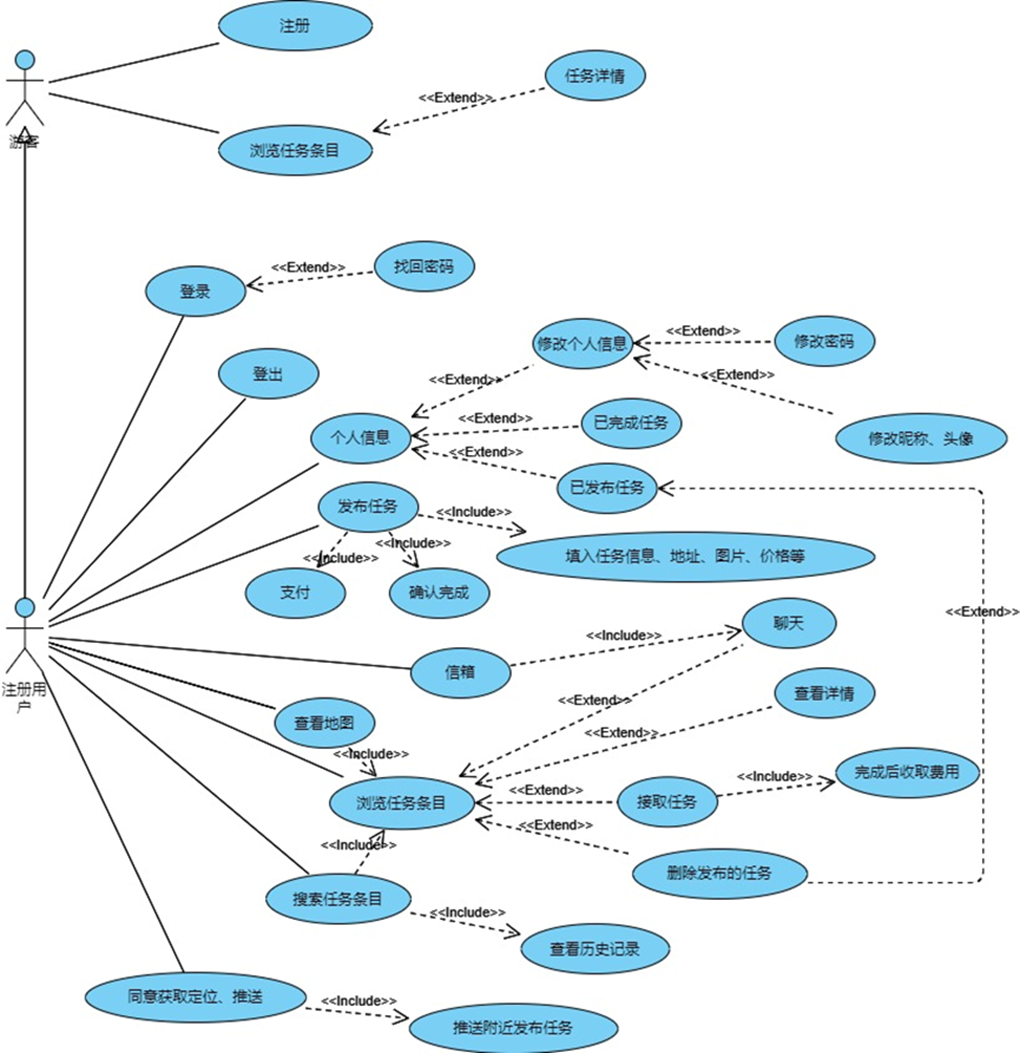 注册
任务详情
<<Extend>>
游客
浏览任务条目
找回密码
<<Extend>>
登录
修改个人信息
<<Extend>>
修改密码
登出
<<Extend>>
<<Extend>>
个人信息
<<Extend>>
已完成任务
修改昵称、头像
<<Extend>>
已发布任务
发布任务
<<Include>>
<<Include>>
<<Include>>
填入任务信息、地址、图片、价格等
支付
确认完成
<<Extend>>
聊天
<<Include>>
信箱
注册用
户
查看详情
<<Extend>>
查看地图
<<Extend>>
<<Include>>
完成后收取费用
<<Include>>
<<Extend>>
浏览任务条目
接取任务
<<Extend>>
<<Include>>
删除发布的任务
搜索任务条目
<<Include>>
查看历史记录
同意获取定位、推送
<<Include>>
推送附近发布任务